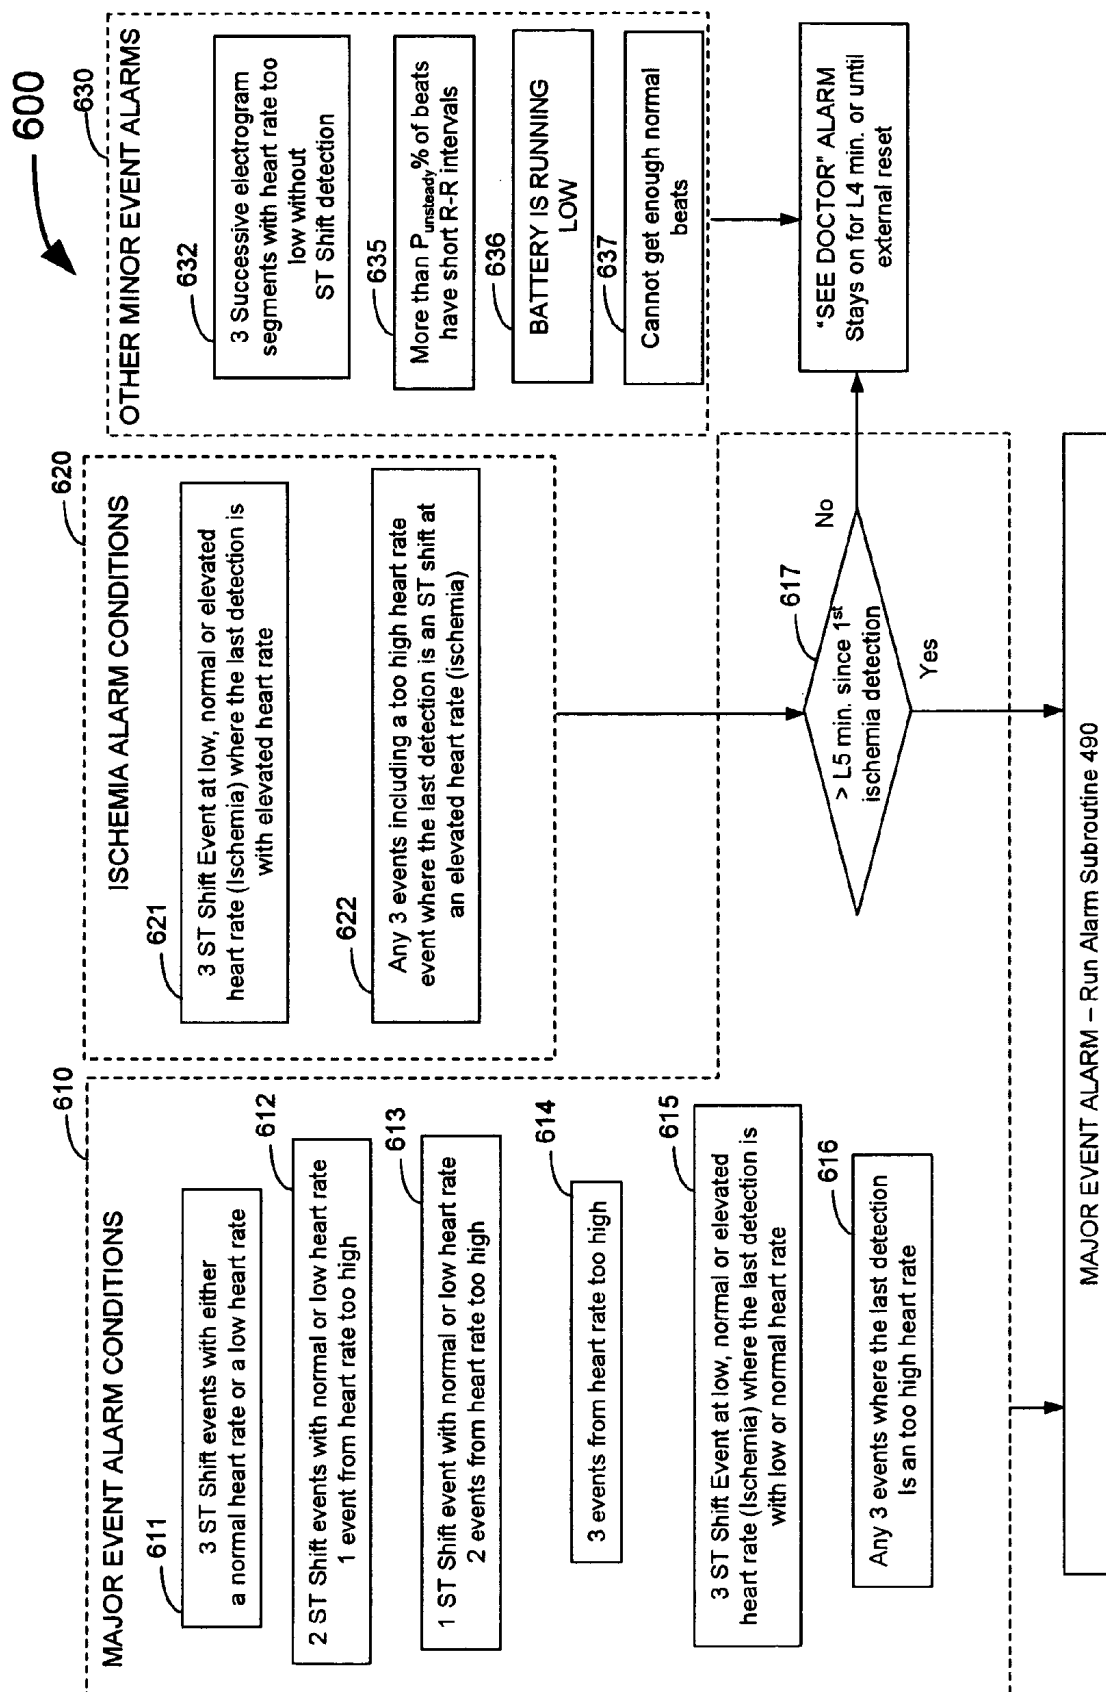 600
MAJOR EVENT ALARM CONDITIONS
610
611
3 ST Shift events with either
a normal heart rate or a low heart rate
612
2 ST Shift events with normal or low heart rate
1 event from heart rate too high
613
1 ST Shift event with normal or low heart rate
2 events from heart rate too high
614
3 events from heart rate too high
615
3 ST Shift Event at low, normal or elevated
heart rate (Ischemia) where the last detection is
with low or normal heart rate
616
Any 3 events where the last detection
Is an too high heart rate
ISCHEMIA ALARM CONDITIONS
620
621
3 ST Shift Event at low, normal or elevated
heart rate (Ischemia) where the last detection is
with elevated heart rate
622
Any 3 events including a too high heart rate
event where the last detection is an ST shift at
an elevated heart rate (ischemia)
617
> L5 min. since 1st
ischemia detection
No
Yes
OTHER MINOR EVENT ALARMS
630
632
3 Successive electrogram
segments with heart rate too
low without
ST Shift detection
635
More than Punsteady% of beats
have short R-R intervals
636
BATTERY IS RUNNING
LOW
637
Cannot get enough normal
beats
"SEE DOCTOR" ALARM
Stays on for L4 min. or until
external reset
MAJOR EVENT ALARM – Run Alarm Subroutine 490